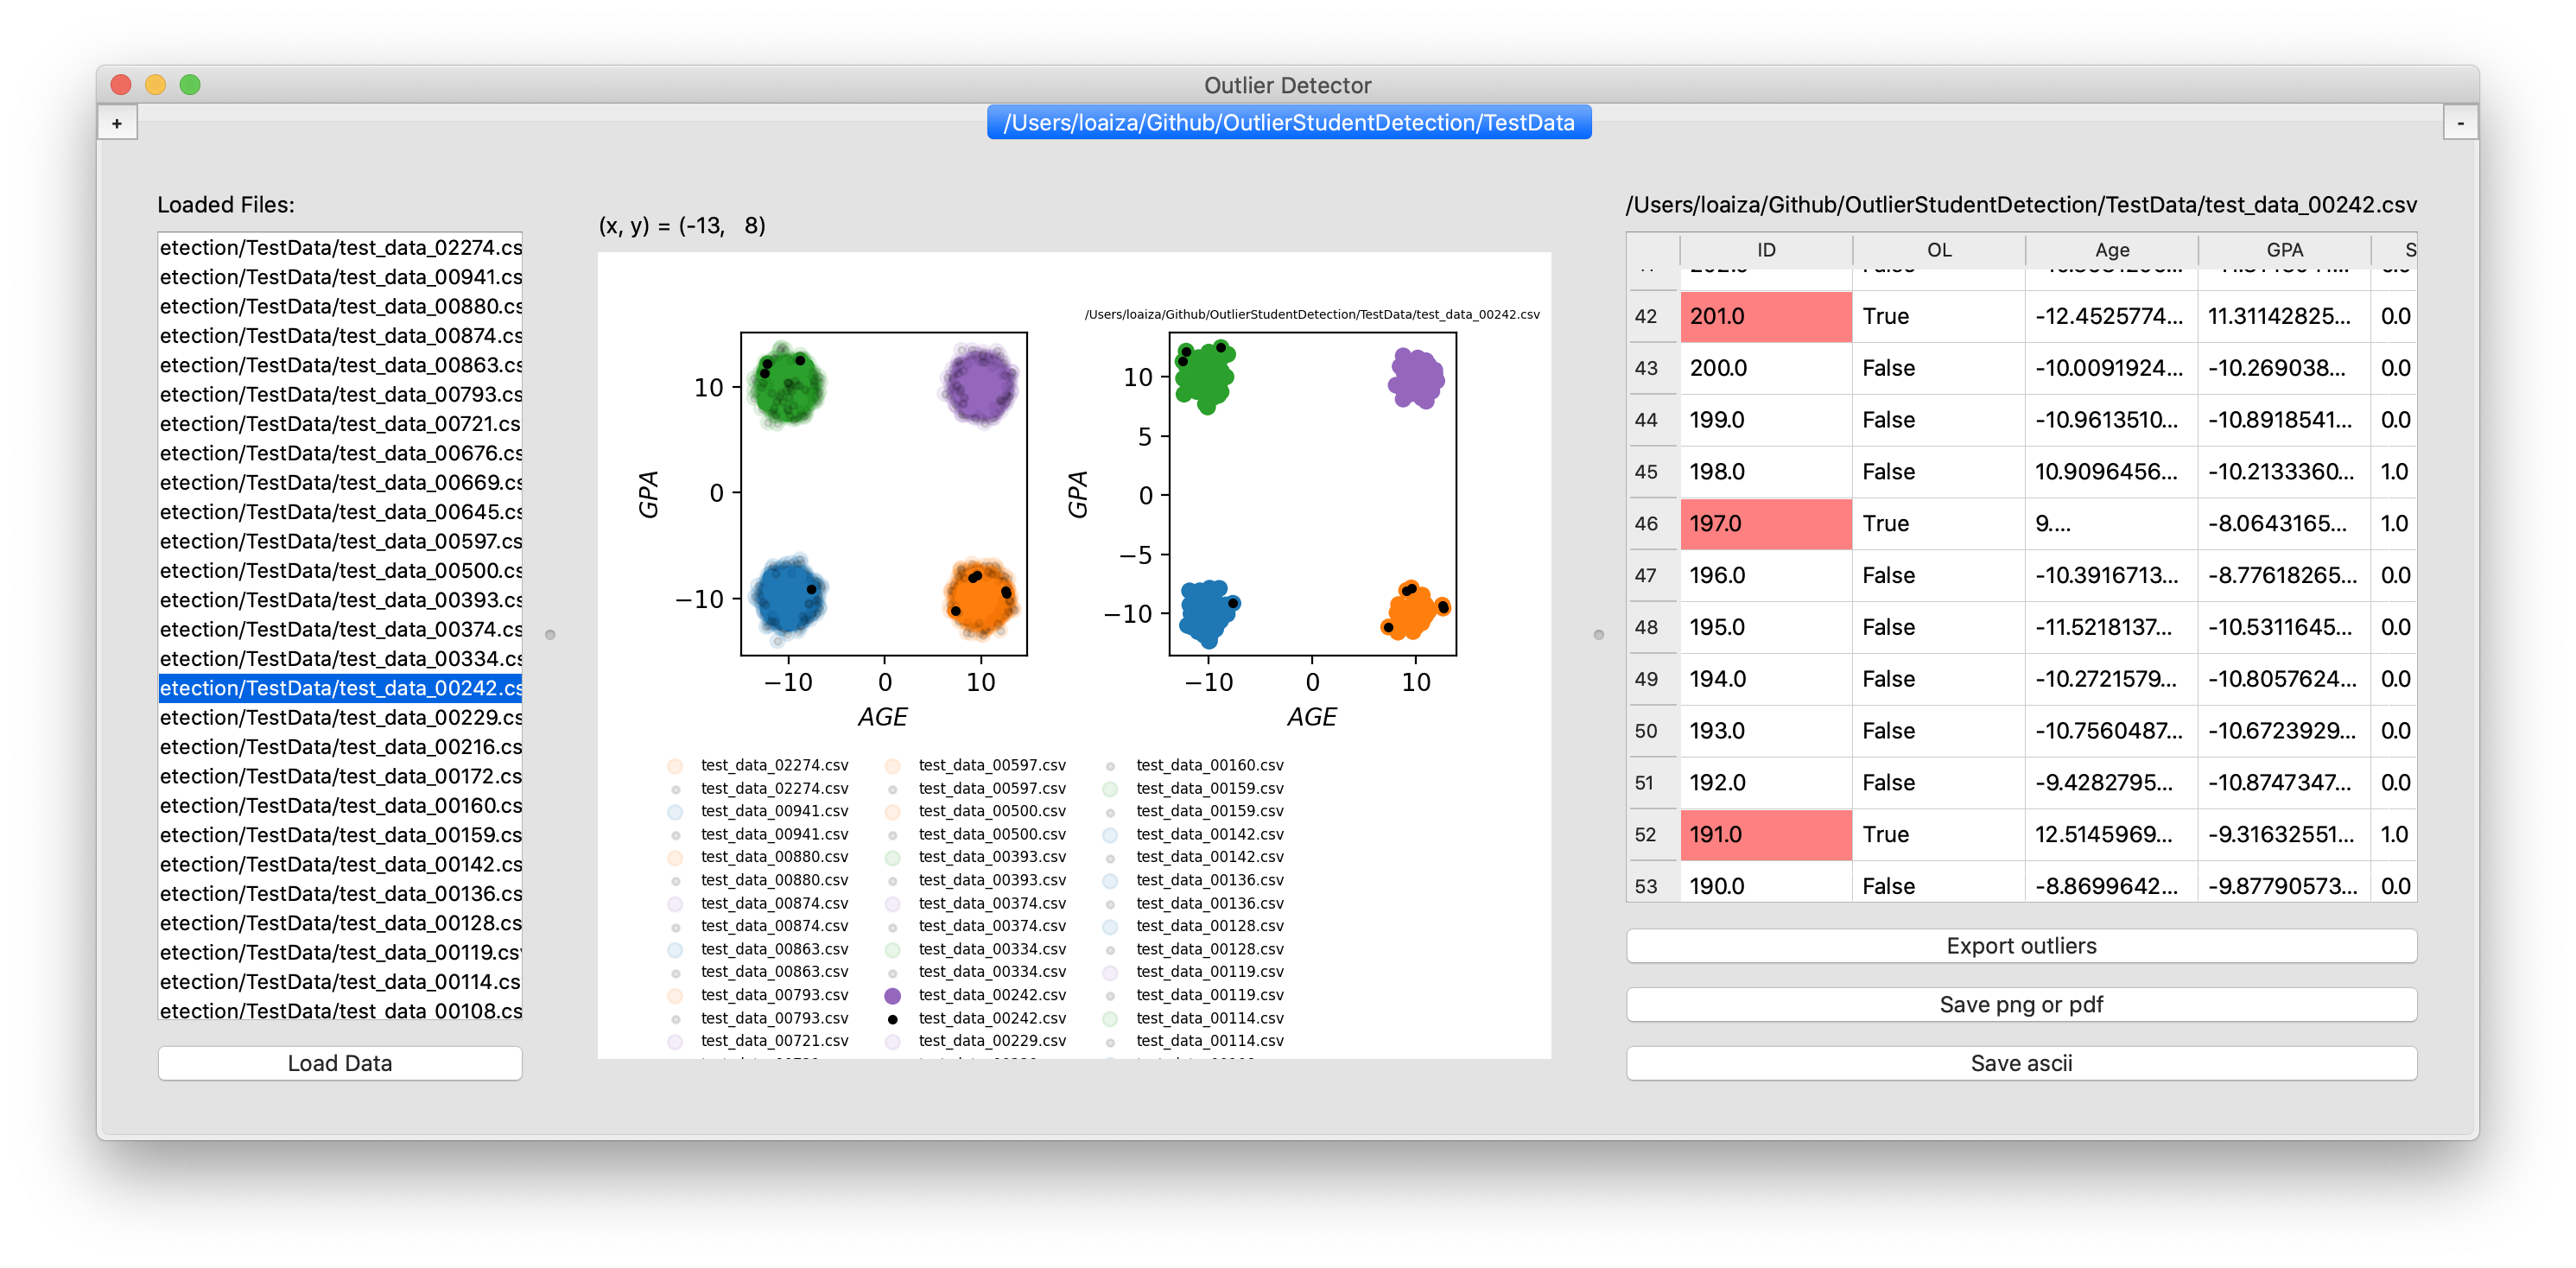 Outlier Detector
+
/Users/loaiza/Github/OutlierStudentDetection/TestData
-
Loaded Files:
etection/TestData/test_data_02274.cs
etection/TestData/test_data_00941.cs
etection/TestData/test_data_00880.cs
etection/TestData/test_data_00874.cs
etection/TestData/test_data_00863.cs
etection/TestData/test_data_00793.cs
etection/TestData/test_data_00721.cs
etection/TestData/test_data_00676.cs
etection/TestData/test_data_00669.cs
etection/TestData/test_data_00645.cs
etection/TestData/test_data_00597.cs
etection/TestData/test_data_00500.cs
etection/TestData/test_data_00393.cs
etection/TestData/test_data_00374.cs
etection/TestData/test_data_00334.cs
etection/TestData/test_data_00242.cs
etection/TestData/test_data_00229.cs
etection/TestData/test_data_00216.cs
etection/TestData/test_data_00172.cs
etection/TestData/test_data_00160.cs
etection/TestData/test_data_00159.cs
etection/TestData/test_data_00142.cs
etection/TestData/test_data_00136.cs
etection/TestData/test_data_00128.cs
etection/TestData/test_data_00119.csv
etection/TestData/test_data_00114.cs
etection/TestData/test_data_00108.cs
Load Data
(x, y) = (-13, 8)
/Users/loaiza/Github/OutlierStudentDetection/TestData/test_data_00242.csv
10
0
−10
GPA
−10 0 10
AGE
10
5
0
−5
−10
GPA
−10 0 10
AGE
test_data_02274.csv
test_data_02274.csv
test_data_00941.csv
test_data_00941.csv
test_data_00880.csv
test_data_00880.csv
test_data_00874.csv
test_data_00874.csv
test_data_00863.csv
test_data_00863.csv
test_data_00793.csv
test_data_00793.csv
test_data_00721.csv
test_data_00597.csv
test_data_00597.csv
test_data_00500.csv
test_data_00500.csv
test_data_00393.csv
test_data_00393.csv
test_data_00374.csv
test_data_00374.csv
test_data_00334.csv
test_data_00334.csv
test_data_00242.csv
test_data_00242.csv
test_data_00229.csv
test_data_00160.csv
test_data_00159.csv
test_data_00159.csv
test_data_00142.csv
test_data_00142.csv
test_data_00136.csv
test_data_00136.csv
test_data_00128.csv
test_data_00128.csv
test_data_00119.csv
test_data_00119.csv
test_data_00114.csv
test_data_00114.csv
/Users/loaiza/Github/OutlierStudentDetection/TestData/test_data_00242.csv
ID OL Age GPA S
42 201.0 True -12.4525774... 11.31142825... 0.0
43 200.0 False -10.0091924... -10.269038... 0.0
44 199.0 False -10.9613510... -10.8918541... 0.0
45 198.0 False 10.9096456... -10.2133360... 1.0
46 197.0 True 9.... -8.0643165... 1.0
47 196.0 False -10.3916713... -8.77618265... 0.0
48 195.0 False -11.5218137... -10.5311645... 0.0
49 194.0 False -10.2721579... -10.8057624... 0.0
50 193.0 False -10.7560487... -10.6723929... 0.0
51 192.0 False -9.4282795... -10.8747347... 0.0
52 191.0 True 12.5145969... -9.31632551... 1.0
53 190.0 False -8.8699642... -9.87790573... 0.0
Export outliers
Save png or pdf
Save ascii